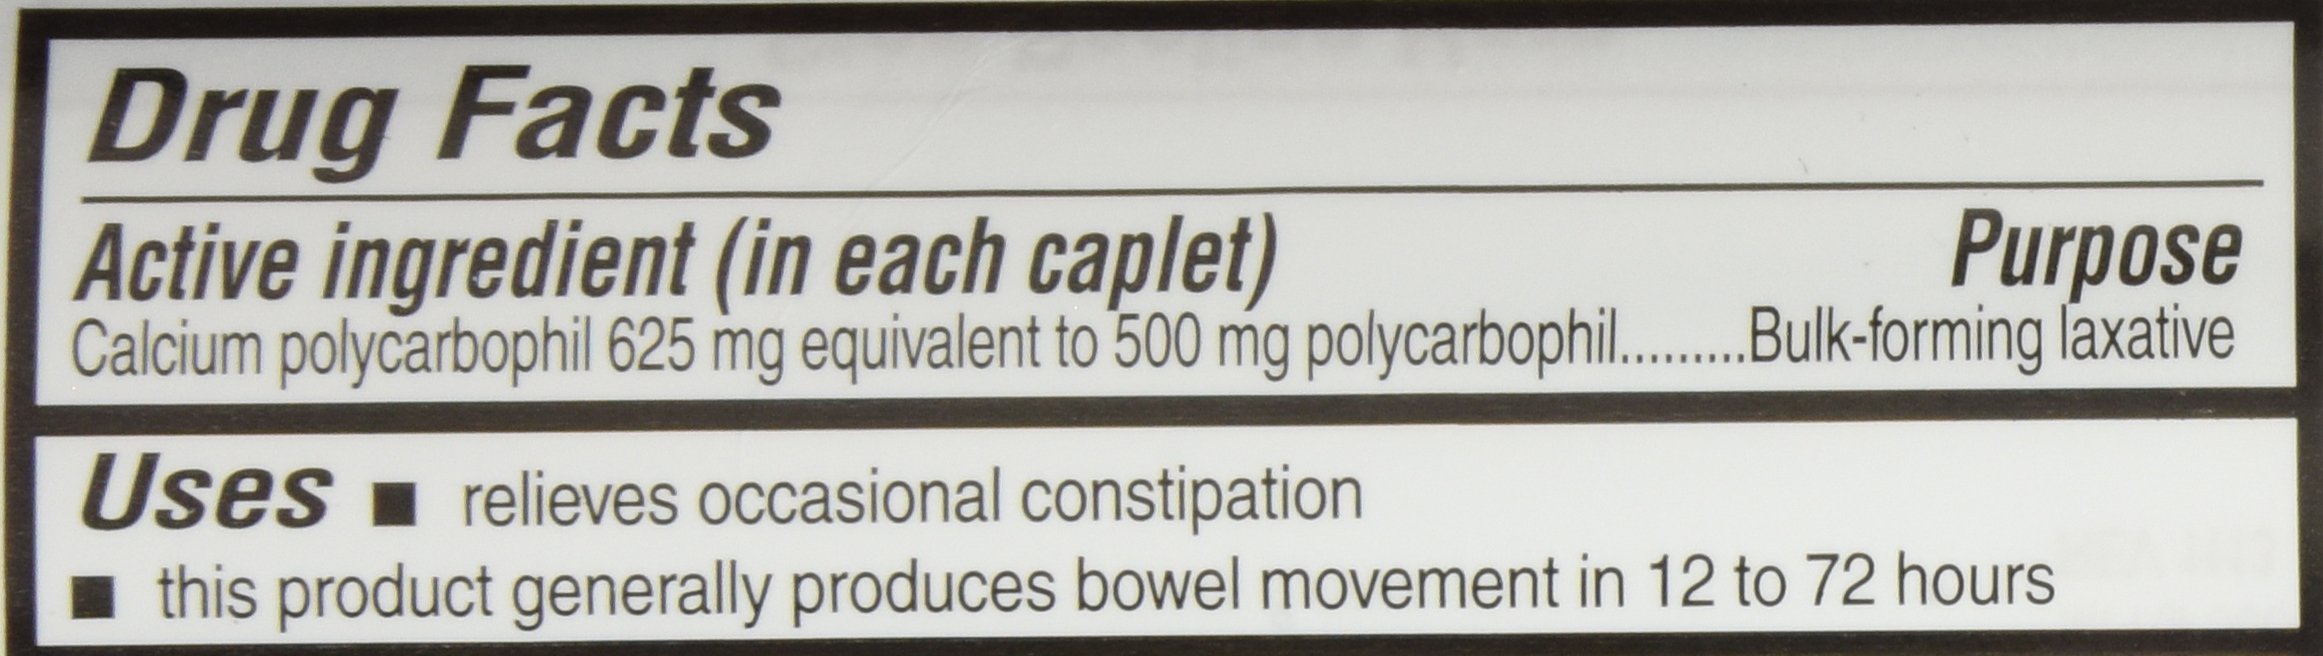 Drug Facts
Active ingredient (in each caplet) Purpose
Calcium polycarbophil 625 mg equivalent to 500 mg polycarbophil.........Bulk-forming laxative
Uses ■ relieves occasional constipation
■ this product generally produces bowel movement in 12 to 72 hours